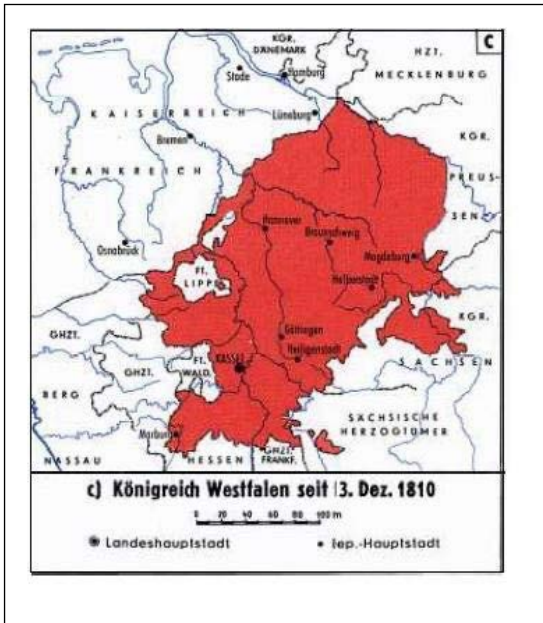 C
KGR.
DÄNEMARK
HZT.
MECKLENBURG
Stade
Hamburg
KAISERREICH
Lüneburg
Bremen
KGR.
FRANKREICH
PREUS-
SEN
Hannover
Braunschweig
Osnabrück
Magdeburg
FT.
LIPPE
Halberstadt
KGR.
GHZT.
Göttingen
Heiligenstadt
SACHSEN
FT.
WALD.
KASSEL
GHZT.
BERG
SÄCHSISCHE
HERZOGTÜMER
Marburg
NASSAU
HESSEN
GHZT.
FRANKF.
c) Königreich Westfalen seit 13. Dez. 1810
0 20 40 60 80 100 m
Landeshauptstadt
Dep.-Hauptstadt